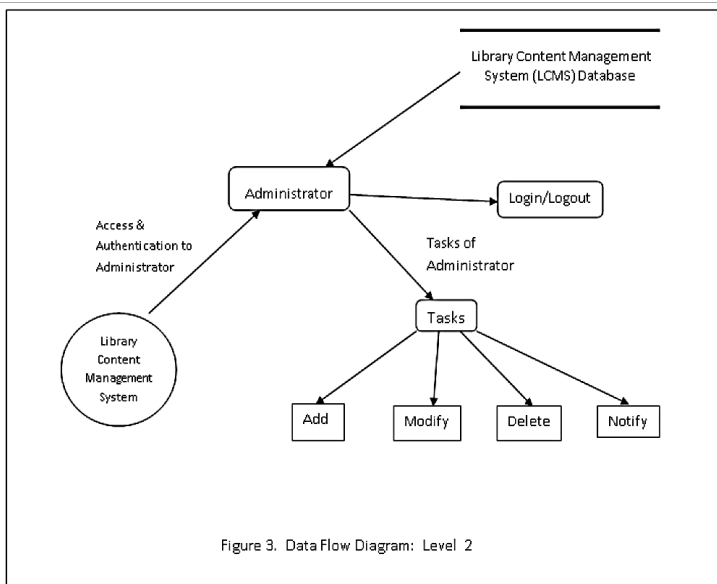 Library Content Management
System (LCMS) Database
Administrator
Login/Logout
Access &
Authentication to
Administrator
Tasks of
Administrator
Tasks
Library
Content
Management
System
Add
Modify
Delete
Notify
Figure 3. Data Flow Diagram: Level 2